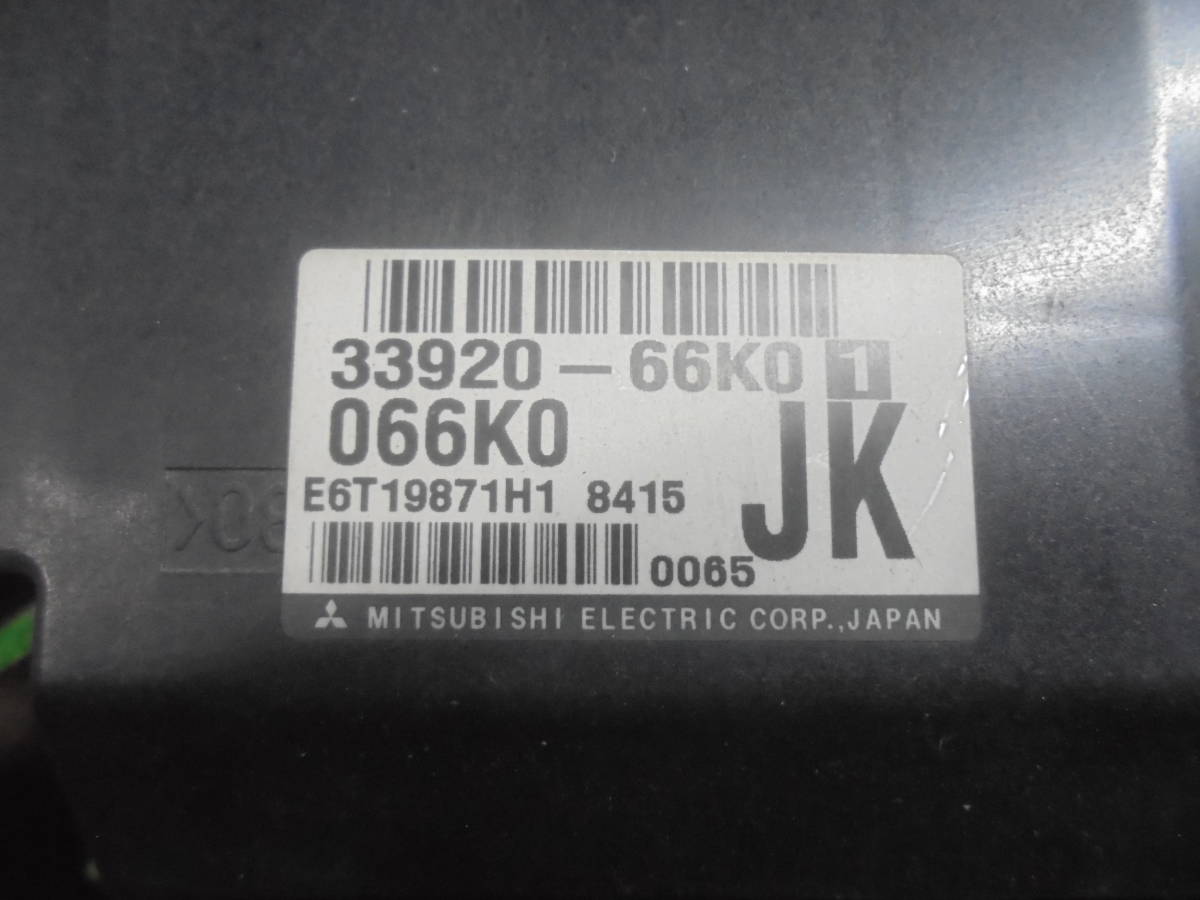 33920-66K0 1
066K0
JK
E6T19871H1 8415
0065
MITSUBISHI ELECTRIC CORP.,JAPAN